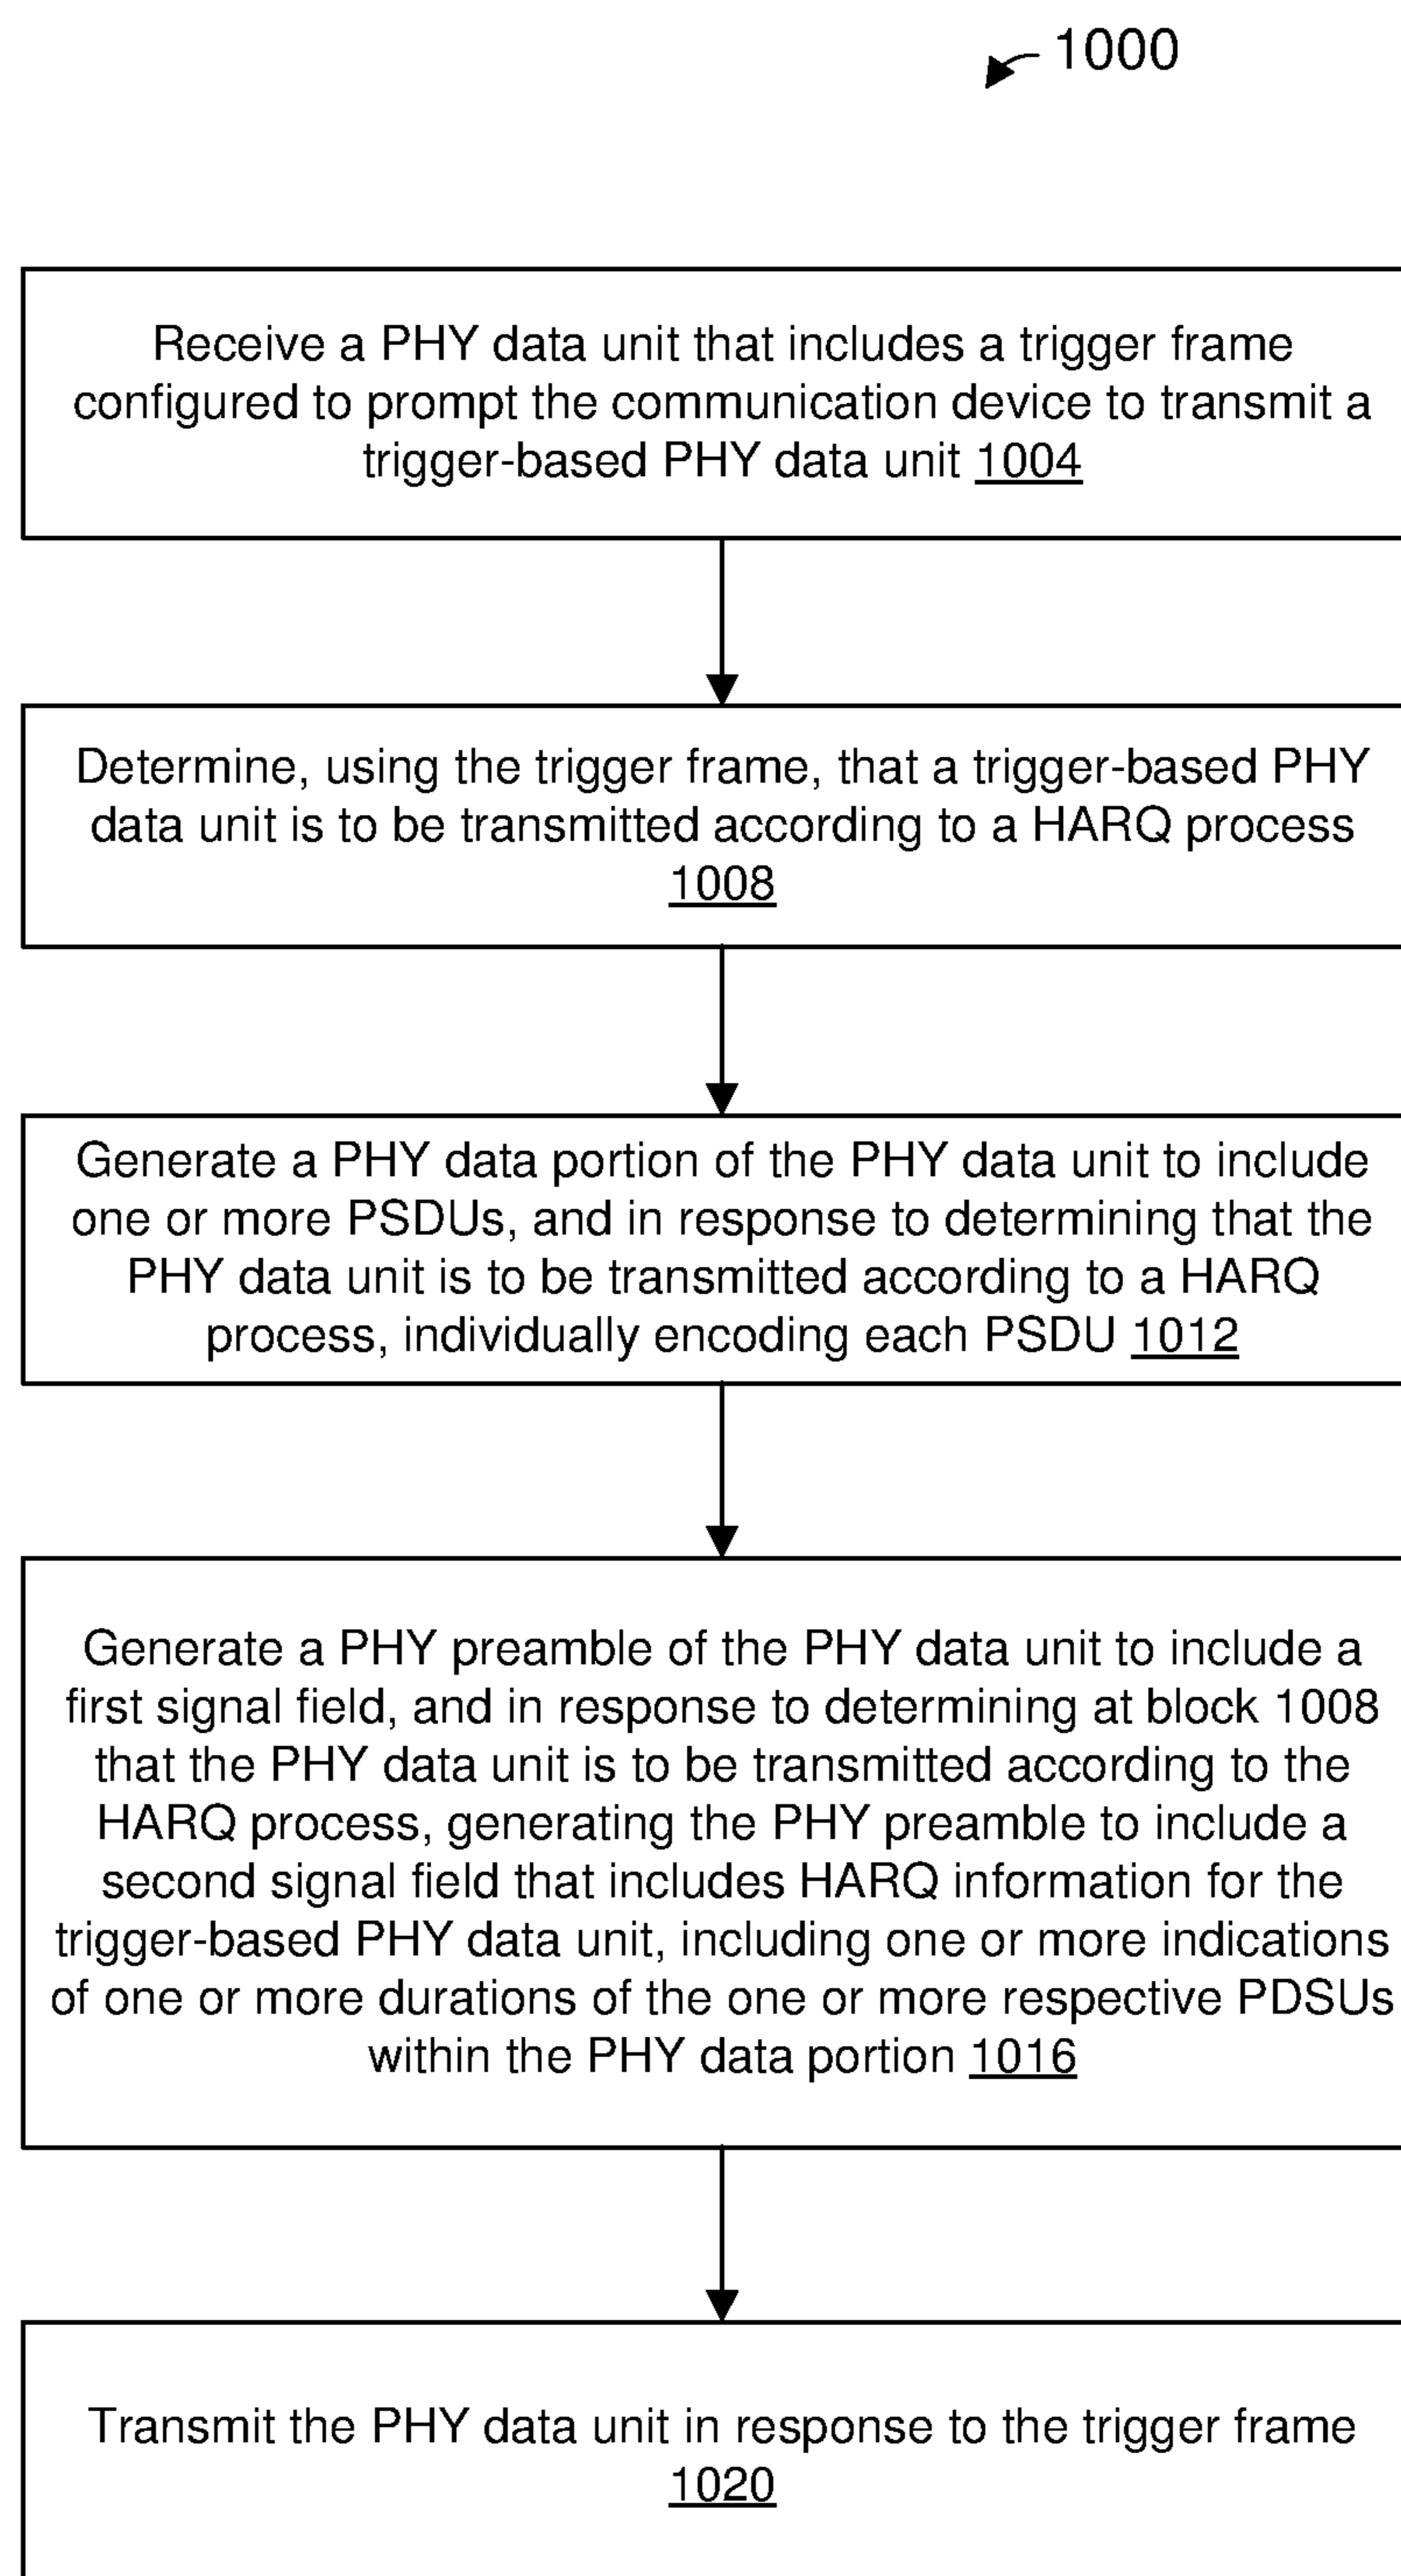 1000
Receive a PHY data unit that includes a trigger frame
configured to prompt the communication device to transmit a
trigger-based PHY data unit 1004
Determine, using the trigger frame, that a trigger-based PHY
data unit is to be transmitted according to a HARQ process
1008
Generate a PHY data portion of the PHY data unit to include
one or more PSDUs, and in response to determining that the
PHY data unit is to be transmitted according to a HARQ
process, individually encoding each PSDU 1012
Generate a PHY preamble of the PHY data unit to include a
first signal field, and in response to determining at block 1008
that the PHY data unit is to be transmitted according to the
HARQ process, generating the PHY preamble to include a
second signal field that includes HARQ information for the
trigger-based PHY data unit, including one or more indications
of one or more durations of the one or more respective PDSUs
within the PHY data portion 1016
Transmit the PHY data unit in response to the trigger frame
1020